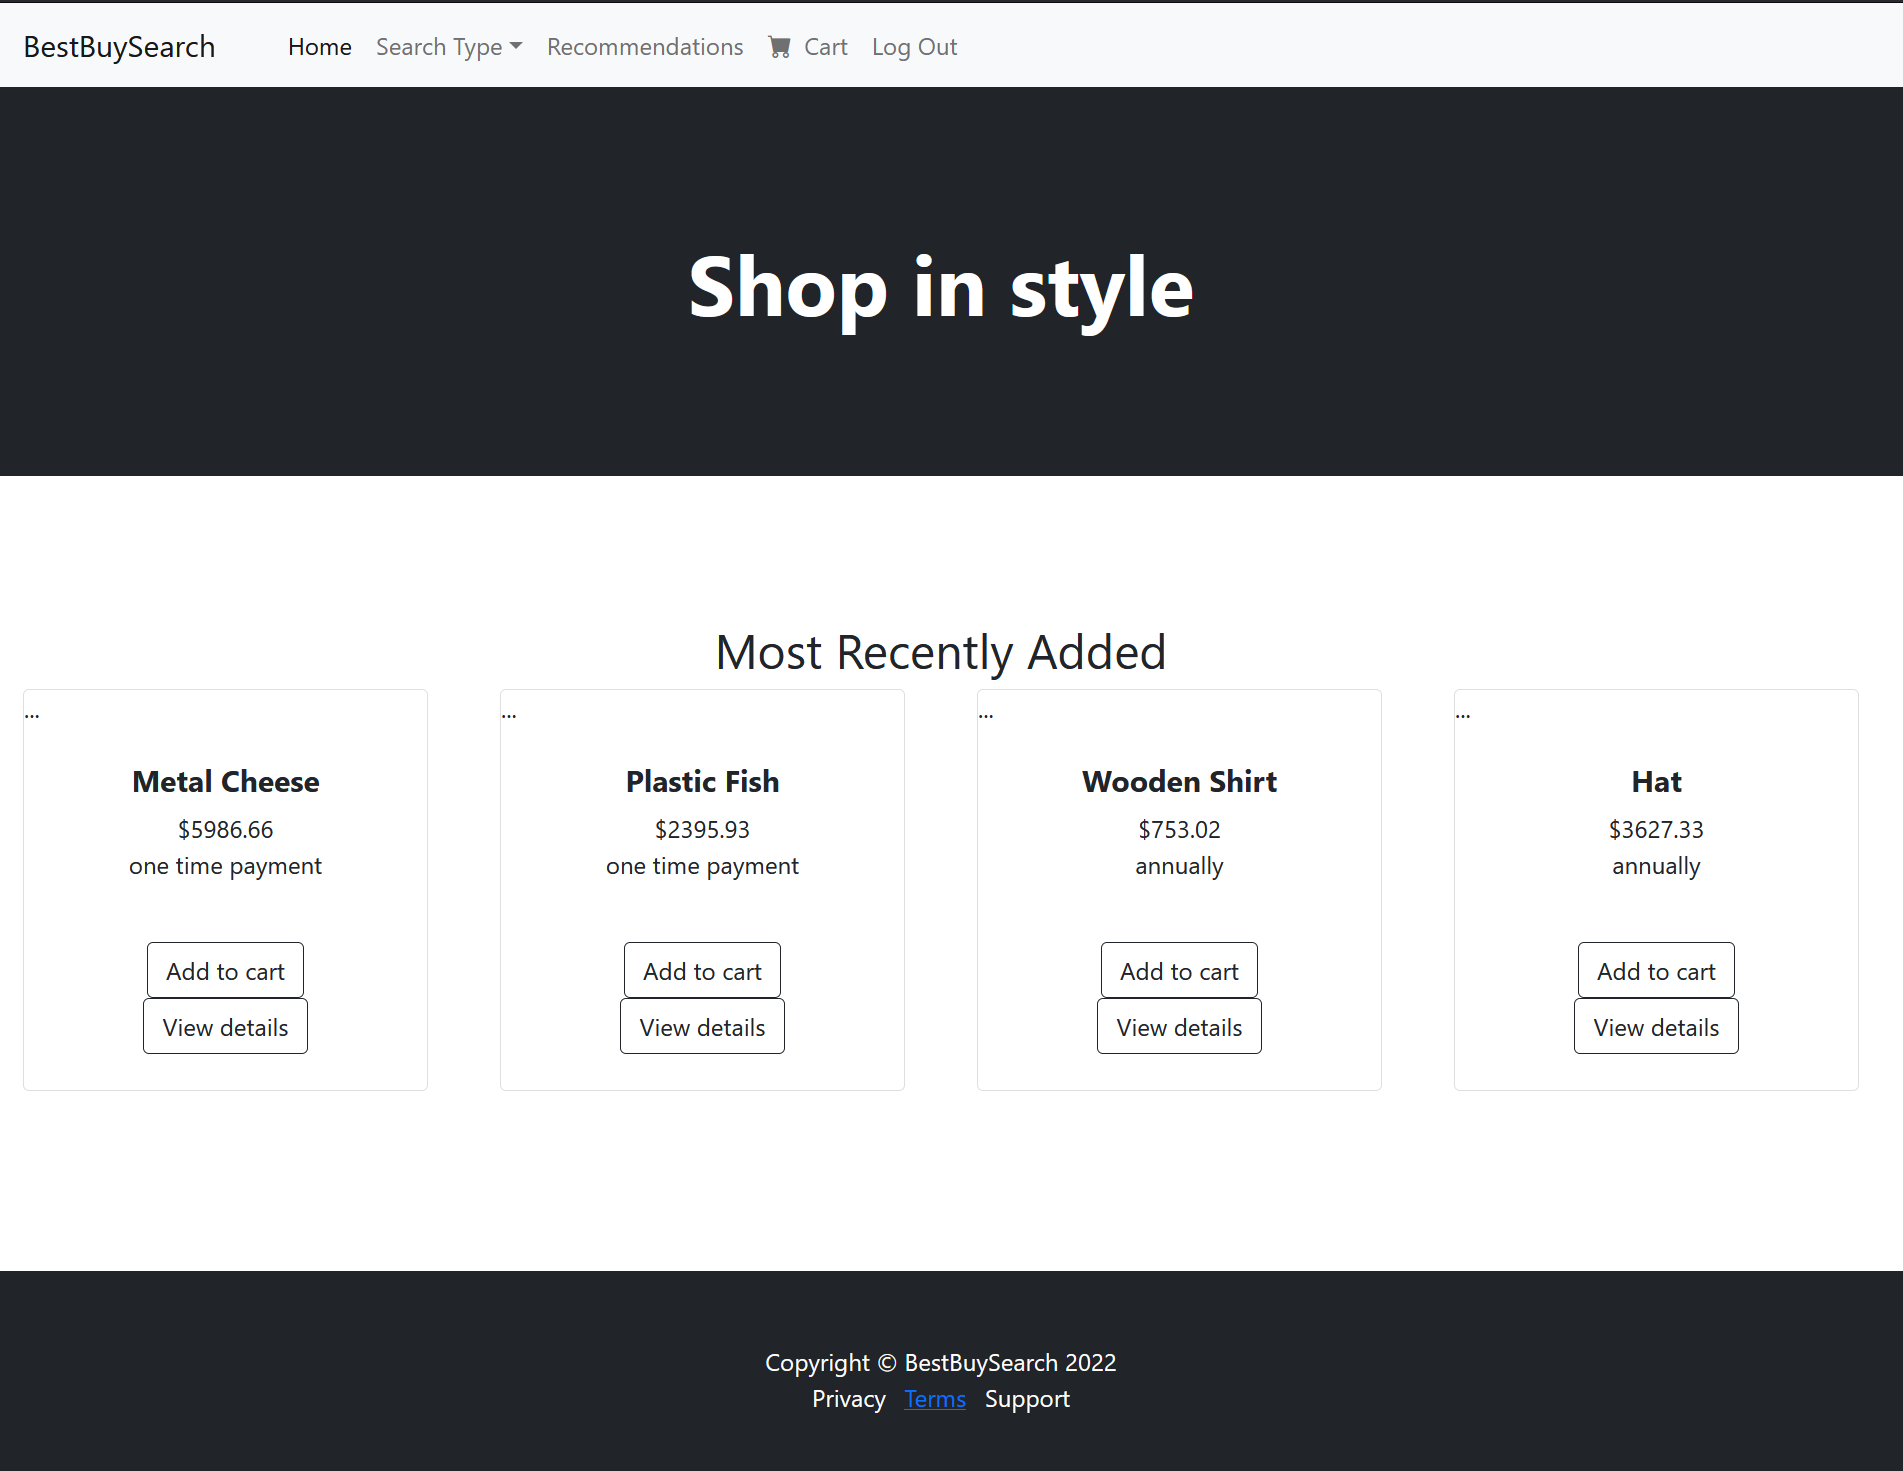 BestBuySearch Home Search Type Recommendations Cart Log Out
Shop in style
Most Recently Added
... ... ... ...
Metal Cheese Plastic Fish Wooden Shirt Hat
$5986.66 $2395.93 $753.02 $3627.33
one time payment one time payment annually annually
Add to cart Add to cart Add to cart Add to cart
View details View details View details View details
Copyright © BestBuySearch 2022
Privacy Terms Support